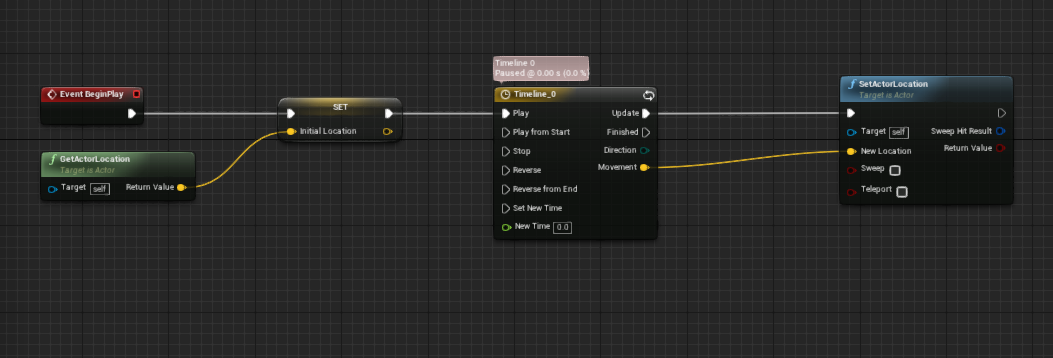 Event BeginPlay
GetActorLocation
Target is Actor
Target self Return Value
SET
Initial Location
Timeline 0
Paused @ 0.00 s (0.0 %)
Timeline_0
Play Update
Play from Start Finished
Stop Direction
Reverse Movement
Reverse from End
Set New Time
New Time 0.0
SetActorLocation
Target is Actor
Target self Sweep Hit Result
New Location Return Value
Sweep
Teleport